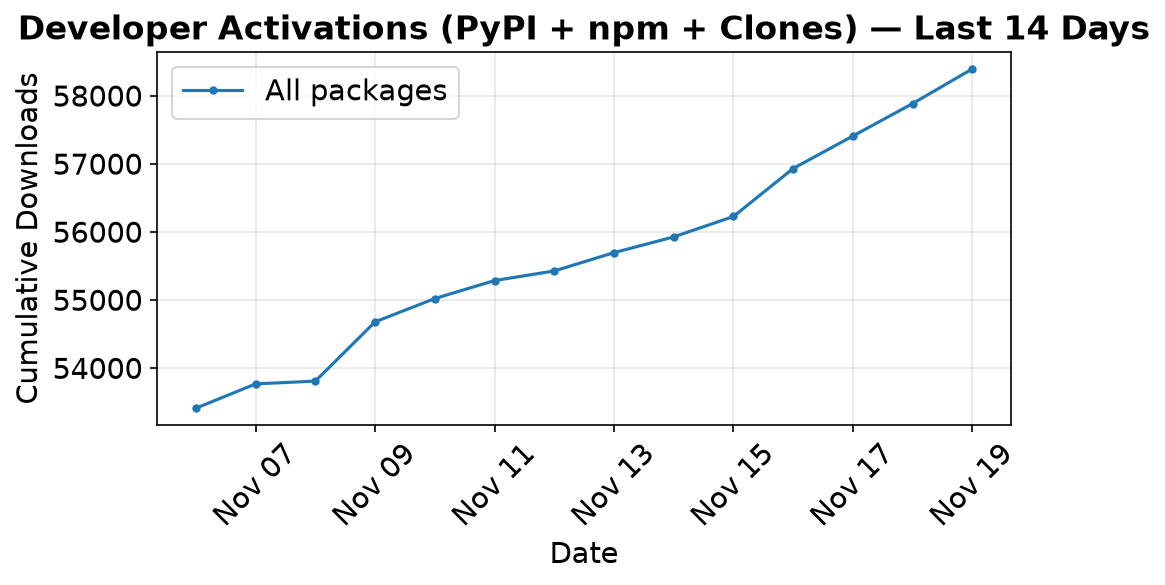 Developer Activations (PyPI + npm + Clones) — Last 14 Days
All packages
Cumulative Downloads
58000
57000
56000
55000
54000
Nov 07
Nov 09
Nov 11
Nov 13
Nov 15
Nov 17
Nov 19
Date